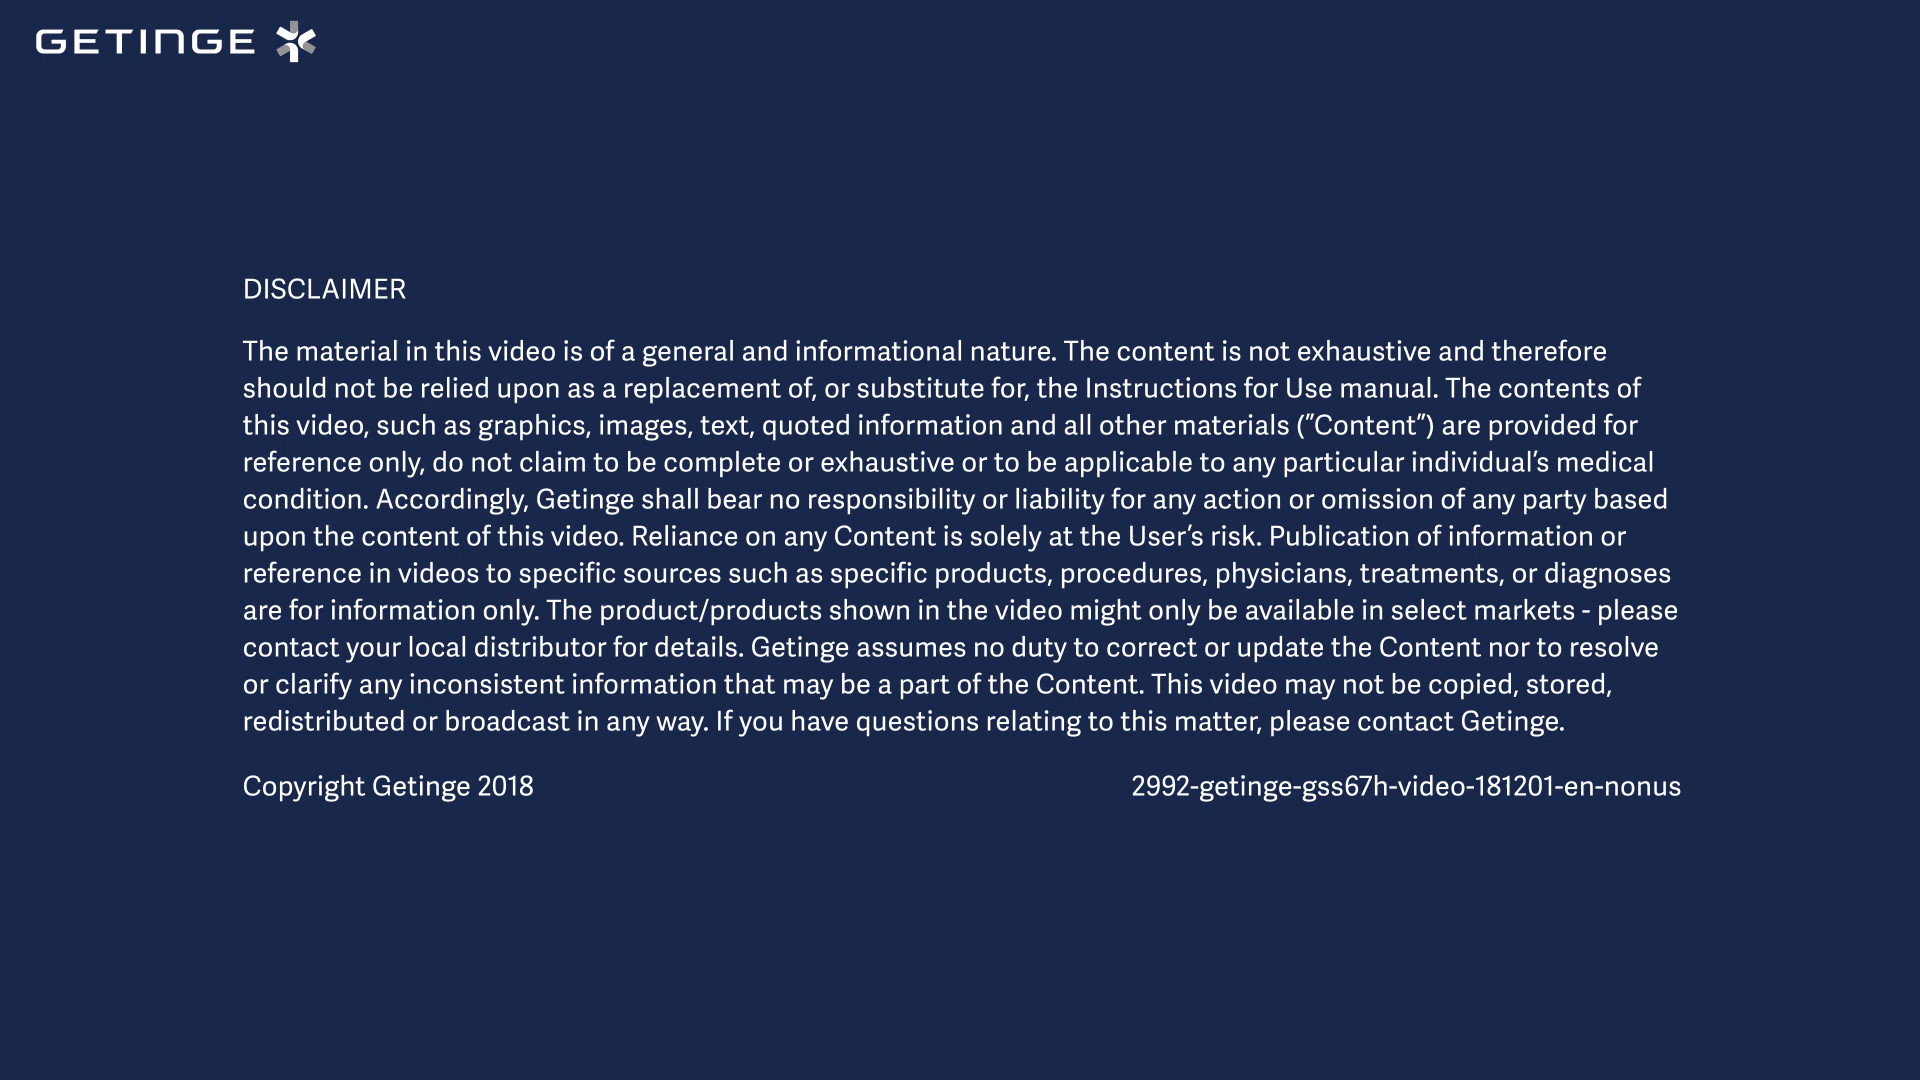 GETINGE
DISCLAIMER
The material in this video is of a general and informational nature. The content is not exhaustive and therefore
should not be relied upon as a replacement of, or substitute for, the Instructions for Use manual. The contents of
this video, such as graphics, images, text, quoted information and all other materials (”Content”) are provided for
reference only, do not claim to be complete or exhaustive or to be applicable to any particular individual’s medical
condition. Accordingly, Getinge shall bear no responsibility or liability for any action or omission of any party based
upon the content of this video. Reliance on any Content is solely at the User’s risk. Publication of information or
reference in videos to specific sources such as specific products, procedures, physicians, treatments, or diagnoses
are for information only. The product/products shown in the video might only be available in select markets - please
contact your local distributor for details. Getinge assumes no duty to correct or update the Content nor to resolve
or clarify any inconsistent information that may be a part of the Content. This video may not be copied, stored,
redistributed or broadcast in any way. If you have questions relating to this matter, please contact Getinge.
Copyright Getinge 2018
2992-getinge-gss67h-video-181201-en-nonus